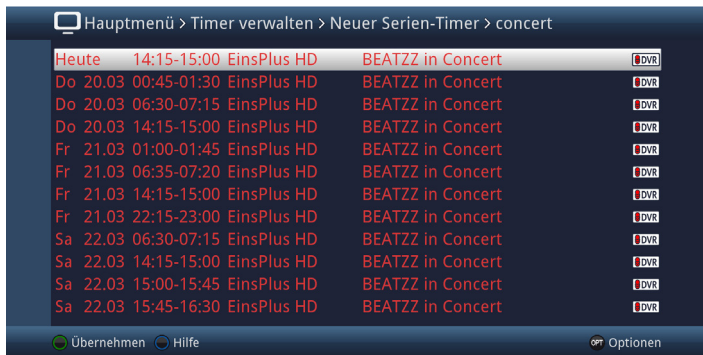 Hauptmenü > Timer verwalten > Neuer Serien-Timer > concert
Heute 14:15-15:00 EinsPlus HD BEATZZ in Concert DVR
Do 20.03 00:45-01:30 EinsPlus HD BEATZZ in Concert DVR
Do 20.03 06:30-07:15 EinsPlus HD BEATZZ in Concert DVR
Do 20.03 14:15-15:00 EinsPlus HD BEATZZ in Concert DVR
Fr 21.03 01:00-01:45 EinsPlus HD BEATZZ in Concert DVR
Fr 21.03 06:35-07:20 EinsPlus HD BEATZZ in Concert DVR
Fr 21.03 14:15-15:00 EinsPlus HD BEATZZ in Concert DVR
Fr 21.03 22:15-23:00 EinsPlus HD BEATZZ in Concert DVR
Sa 22.03 06:30-07:15 EinsPlus HD BEATZZ in Concert DVR
Sa 22.03 14:15-15:00 EinsPlus HD BEATZZ in Concert DVR
Sa 22.03 15:00-15:45 EinsPlus HD BEATZZ in Concert DVR
Sa 22.03 15:45-16:30 EinsPlus HD BEATZZ in Concert DVR
Übernehmen Hilfe OPT Optionen